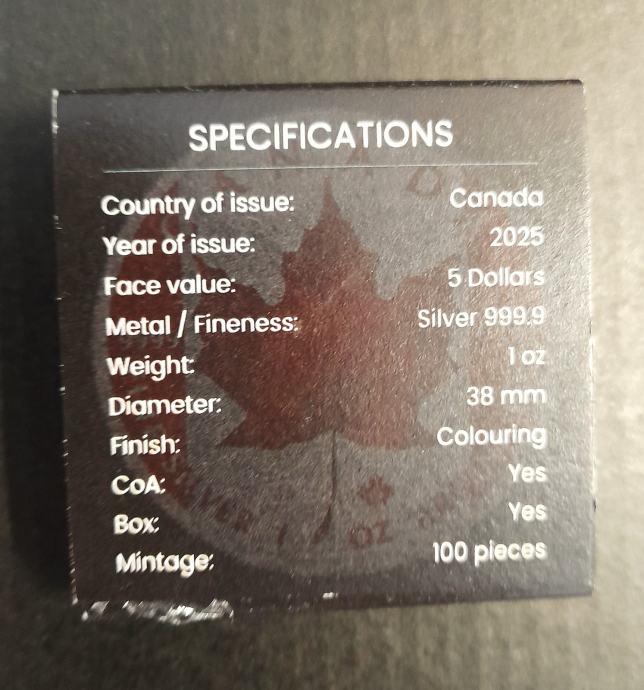 SPECIFICATIONS
Country of issue: Canada
Year of issue: 2025
Face value: 5 Dollars
Metal / Fineness: Silver 999.9
Weight: 1 oz
Diameter: 38 mm
Finish: Colouring
CoA: Yes
Box: Yes
Mintage: 100 pieces